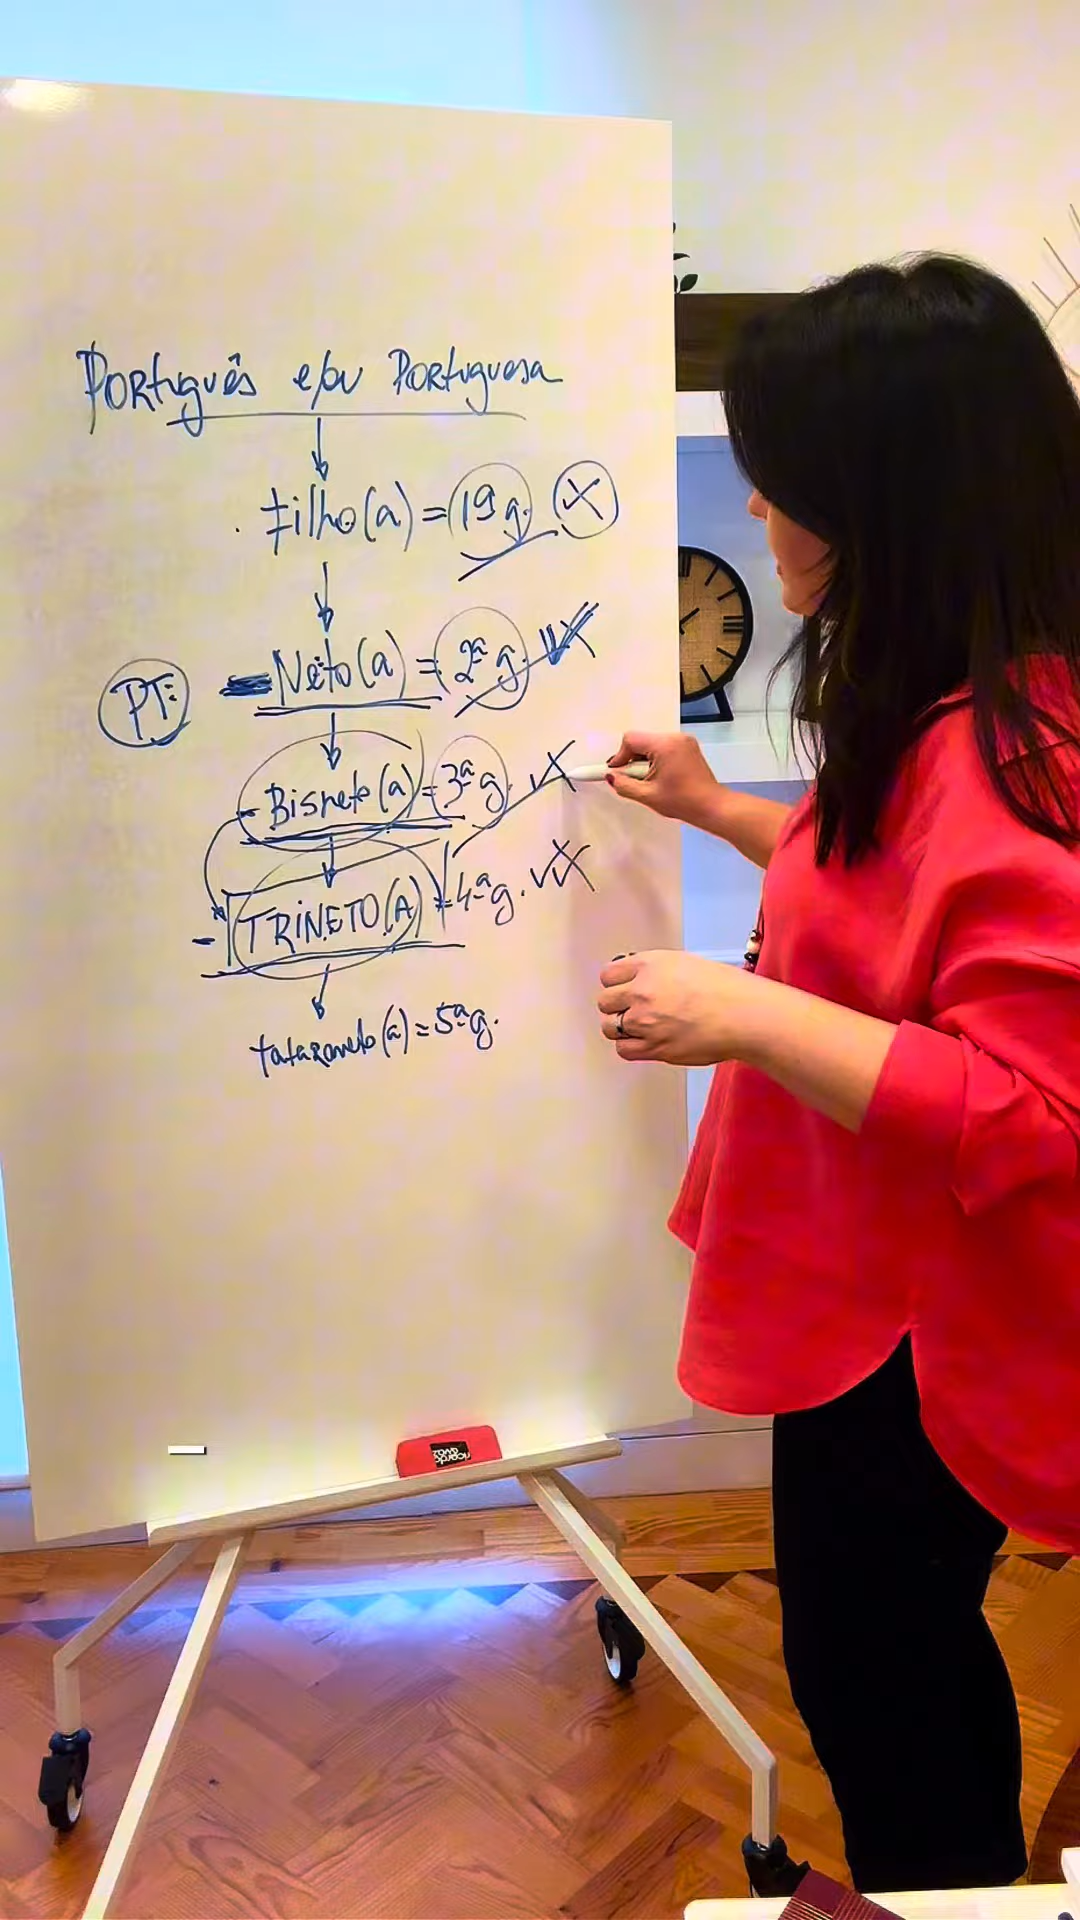 Português e/ou Portuguesa
Filho(a) = 1ª g.
Neto(a) = 2ª g.
PT:
- Bisneto(a) = 3ª g.
- TRINETO(A) = 4ª g.
tataraneto(a) = 5ª g.